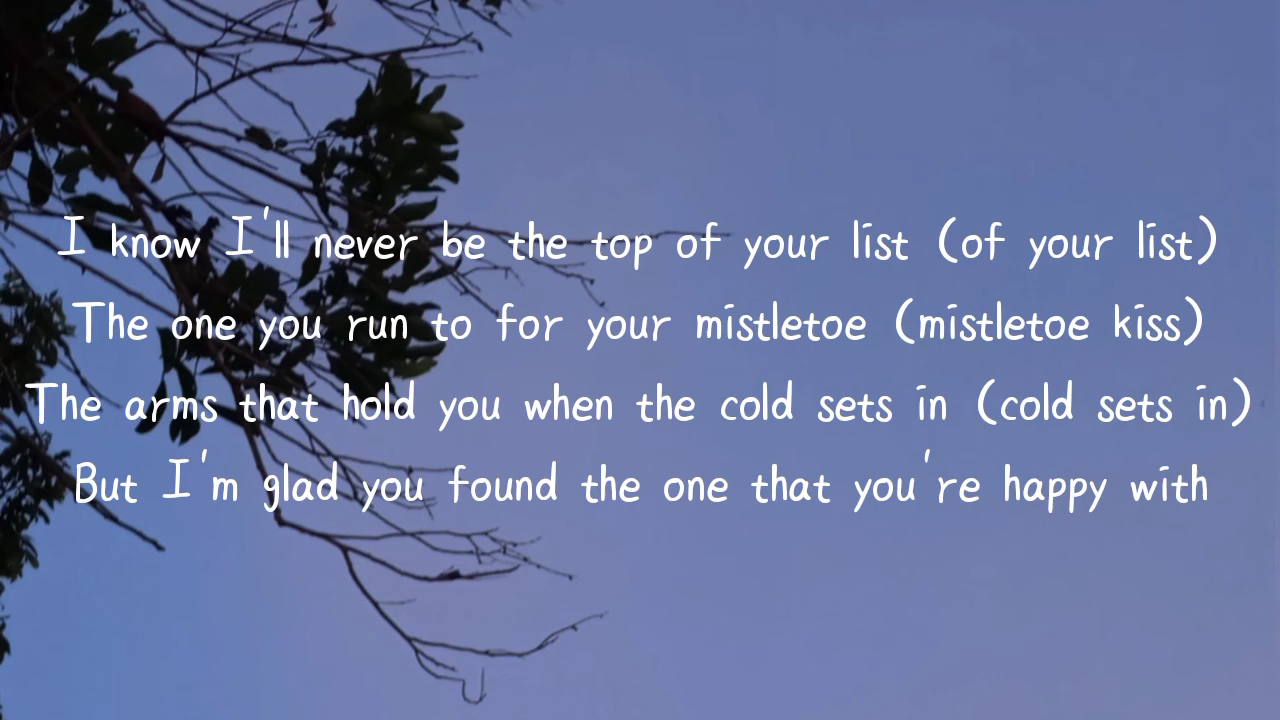 I know I'll never be the top of your list (of your list)
The one you run to for your mistletoe (mistletoe kiss)
The arms that hold you when the cold sets in (cold sets in)
But I'm glad you found the one that you're happy with